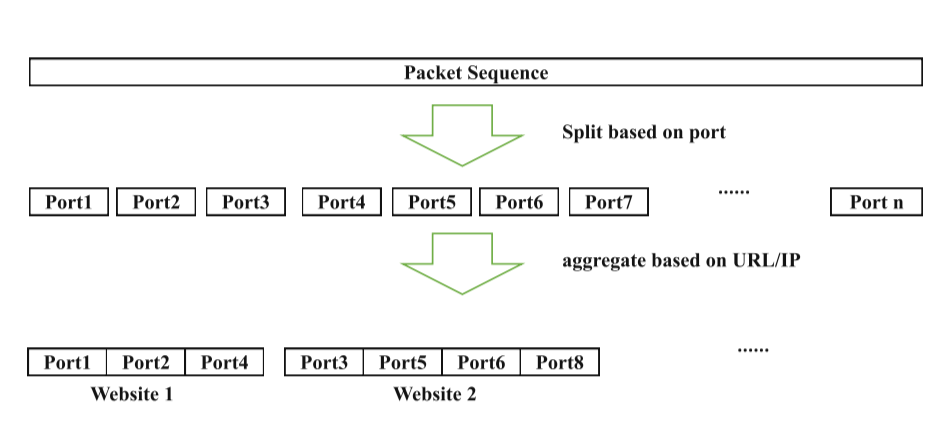 Packet Sequence
Split based on port
Port1 Port2 Port3 Port4 Port5 Port6 Port7 ...... Port n
aggregate based on URL/IP
Port1 Port2 Port4 Port3 Port5 Port6 Port8 ......
Website 1 Website 2